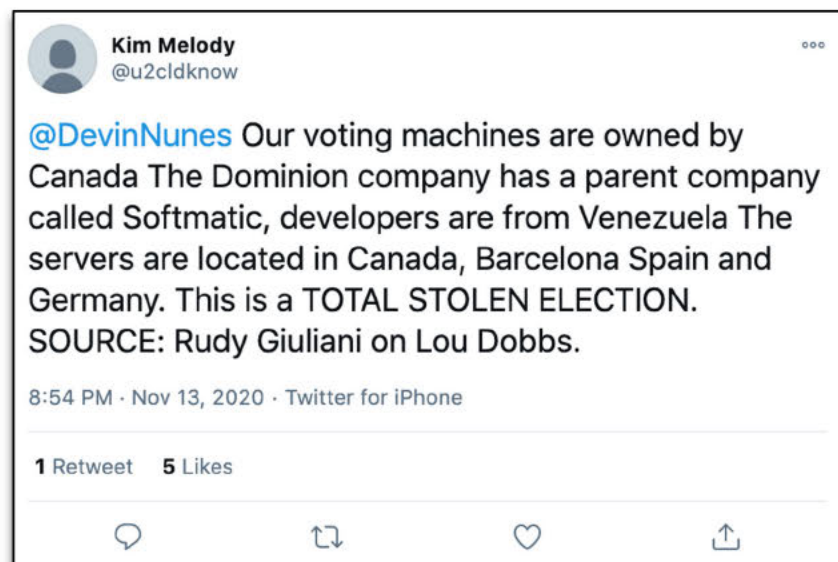 Kim Melody
@u2cldknow
@DevinNunes Our voting machines are owned by
Canada The Dominion company has a parent company
called Softmatic, developers are from Venezuela The
servers are located in Canada, Barcelona Spain and
Germany. This is a TOTAL STOLEN ELECTION.
SOURCE: Rudy Giuliani on Lou Dobbs.
8:54 PM · Nov 13, 2020 · Twitter for iPhone
1 Retweet 5 Likes